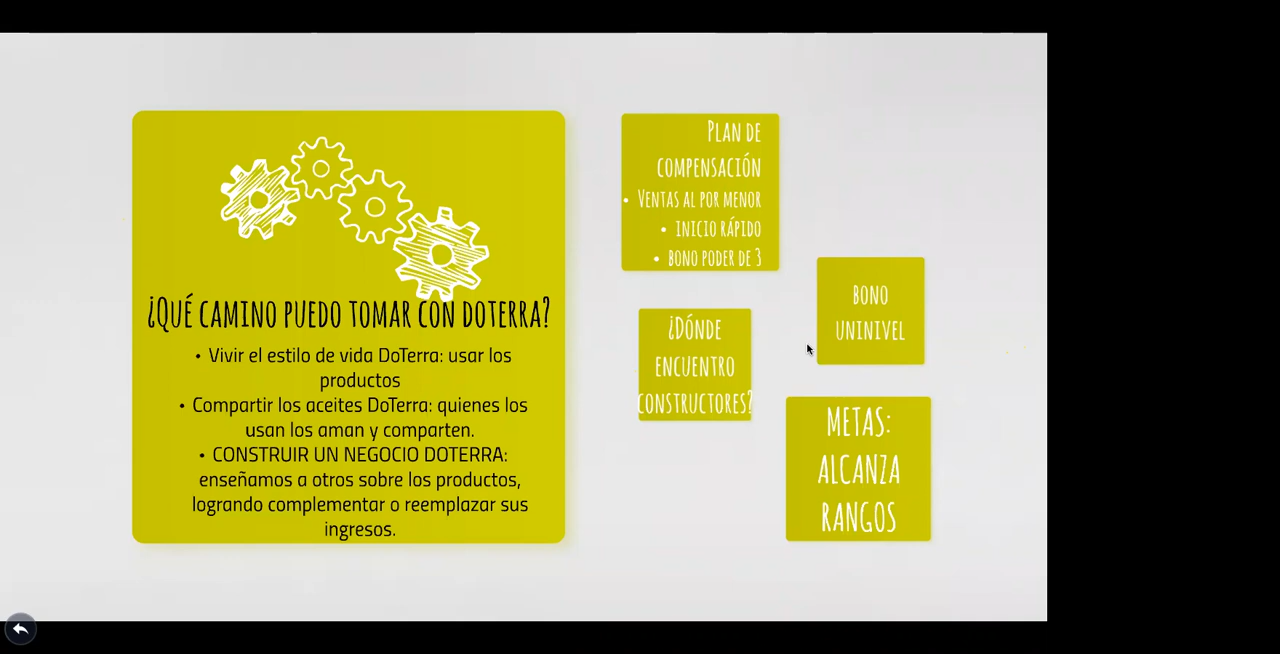 ¿Qué camino puedo tomar con doterra?
• Vivir el estilo de vida DoTerra: usar los
productos
• Compartir los aceites DoTerra: quienes los
usan los aman y comparten.
• CONSTRUIR UN NEGOCIO DOTERRA:
enseñamos a otros sobre los productos,
logrando complementar o reemplazar sus
ingresos.
Plan de
compensación
• Ventas al por menor
• inicio rápido
• bono poder de 3
¿Dónde
encuentro
constructores?
bono
uninivel
METAS:
ALCANZA
RANGOS